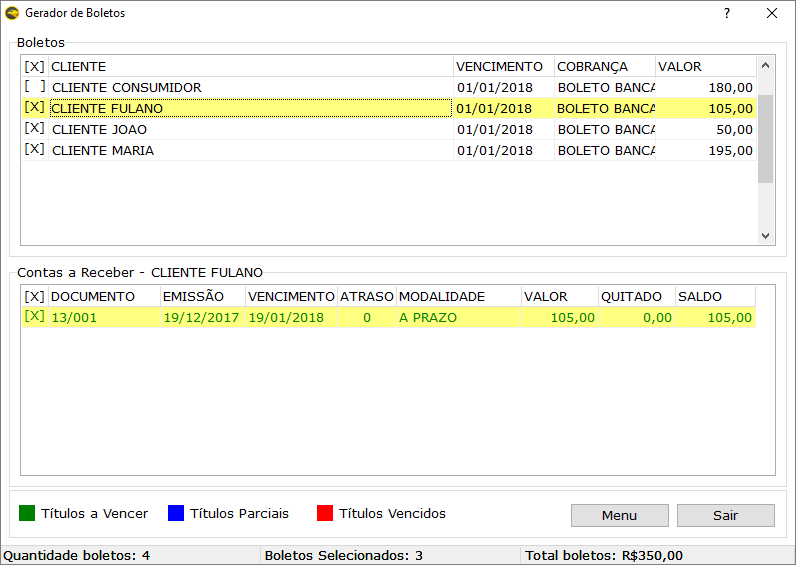 Gerador de Boletos ?
Boletos
[X] CLIENTE VENCIMENTO COBRANÇA VALOR
[ ] CLIENTE CONSUMIDOR 01/01/2018 BOLETO BANCA 180,00
[X] CLIENTE FULANO 01/01/2018 BOLETO BANCA 105,00
[X] CLIENTE JOAO 01/01/2018 BOLETO BANCA 50,00
[X] CLIENTE MARIA 01/01/2018 BOLETO BANCA 195,00
Contas a Receber - CLIENTE FULANO
[X] DOCUMENTO EMISSÃO VENCIMENTO ATRASO MODALIDADE VALOR QUITADO SALDO
[X] 13/001 19/12/2017 19/01/2018 0 A PRAZO 105,00 0,00 105,00
Títulos a Vencer Títulos Parciais Títulos Vencidos Menu Sair
Quantidade boletos: 4 Boletos Selecionados: 3 Total boletos: R$350,00